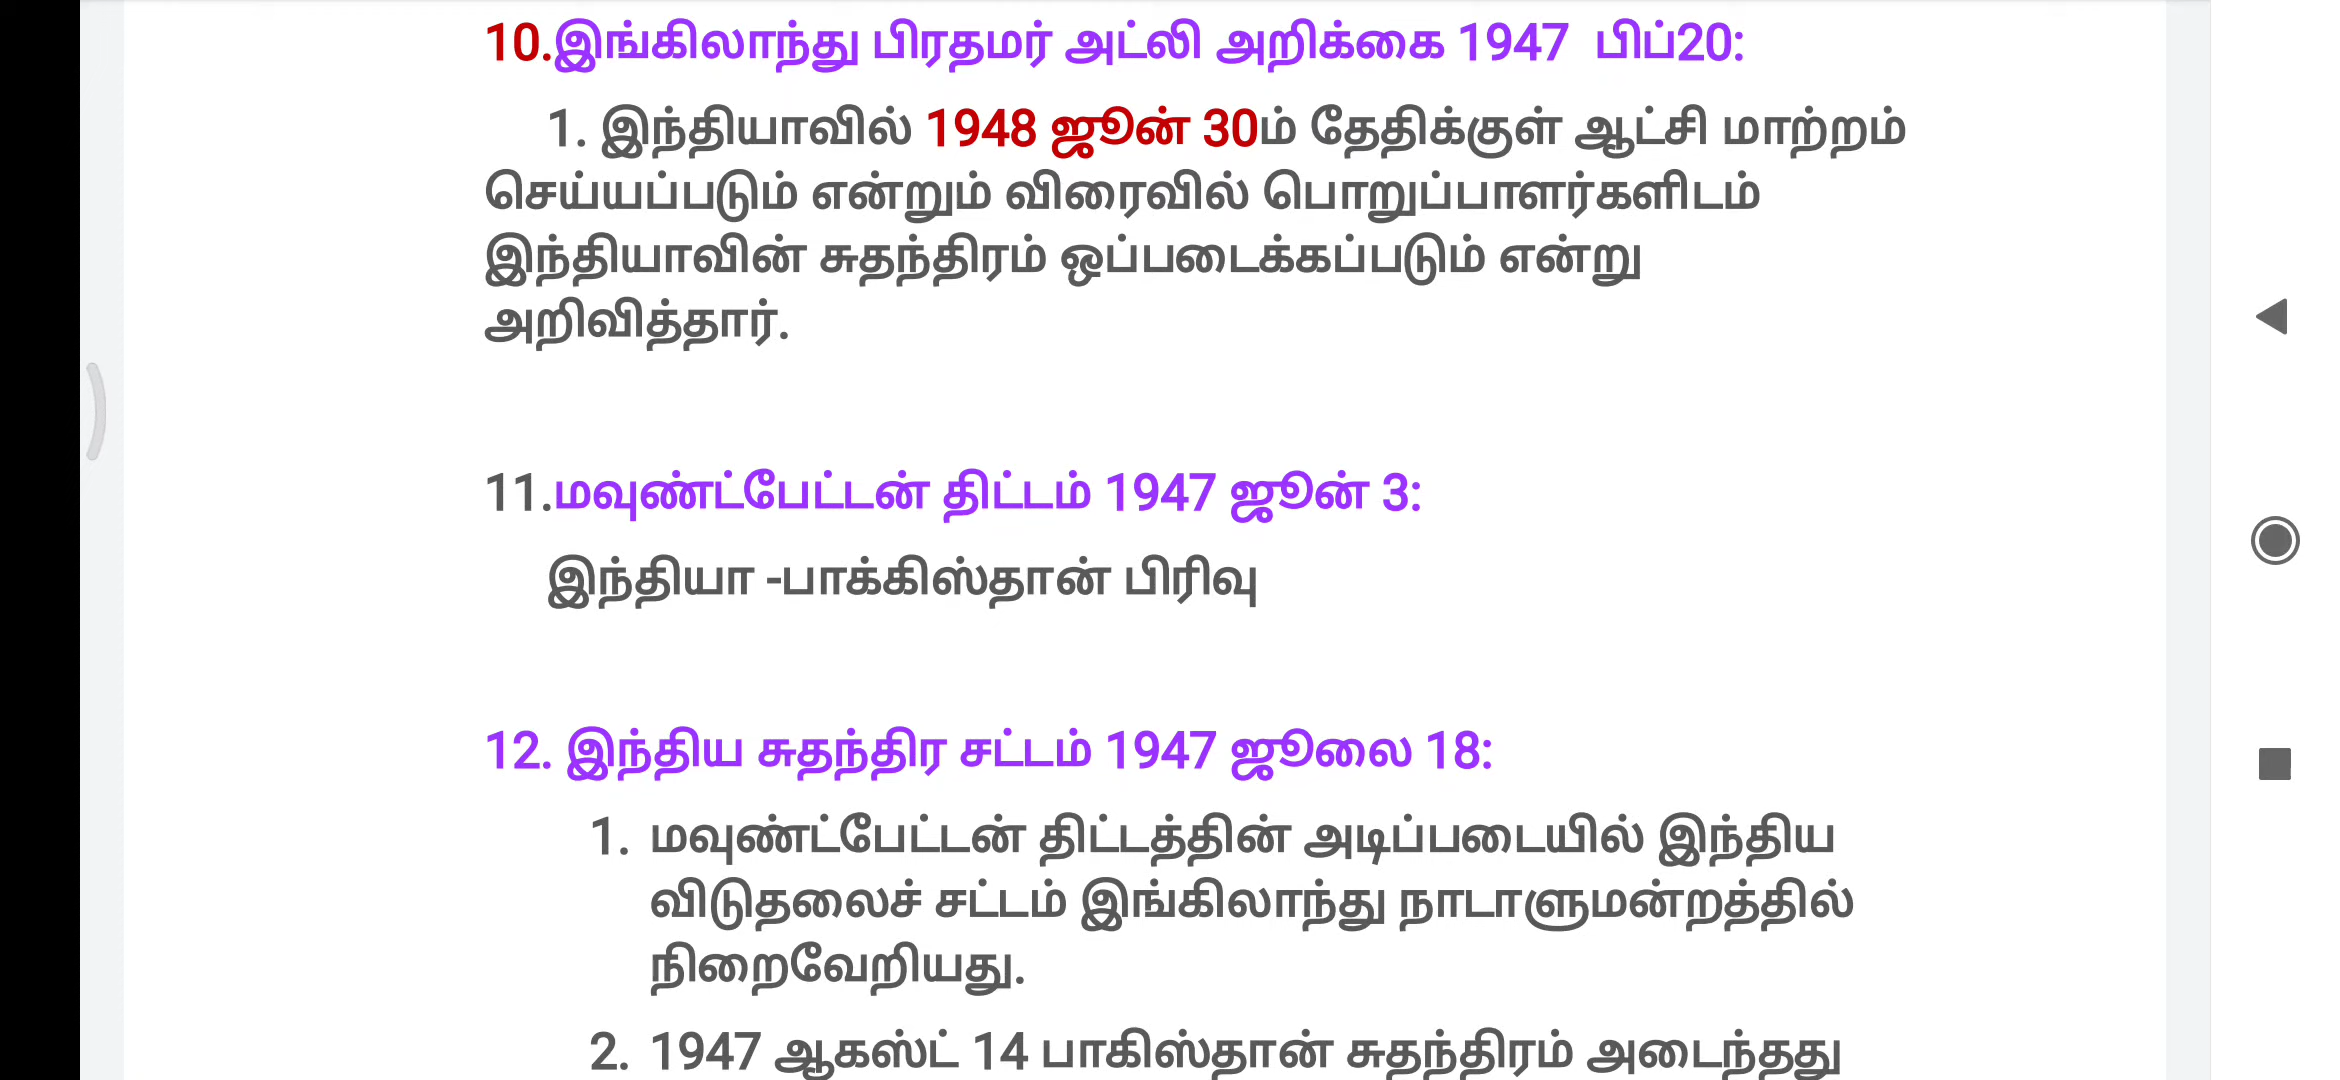 10.இங்கிலாந்து பிரதமர் அட்லி அறிக்கை 1947 பிப்20:
1. இந்தியாவில் 1948 ஜூன் 30ம் தேதிக்குள் ஆட்சி மாற்றம்
செய்யப்படும் என்றும் விரைவில் பொறுப்பாளர்களிடம்
இந்தியாவின் சுதந்திரம் ஒப்படைக்கப்படும் என்று
அறிவித்தார்.
11.மவுண்ட்பேட்டன் திட்டம் 1947 ஜூன் 3:
இந்தியா -பாக்கிஸ்தான் பிரிவு
12. இந்திய சுதந்திர சட்டம் 1947 ஜூலை 18:
1. மவுண்ட்பேட்டன் திட்டத்தின் அடிப்படையில் இந்திய
விடுதலைச் சட்டம் இங்கிலாந்து நாடாளுமன்றத்தில்
நிறைவேறியது.
2. 1947 ஆகஸ்ட் 14 பாகிஸ்தான் சுதந்திரம் அடைந்தது